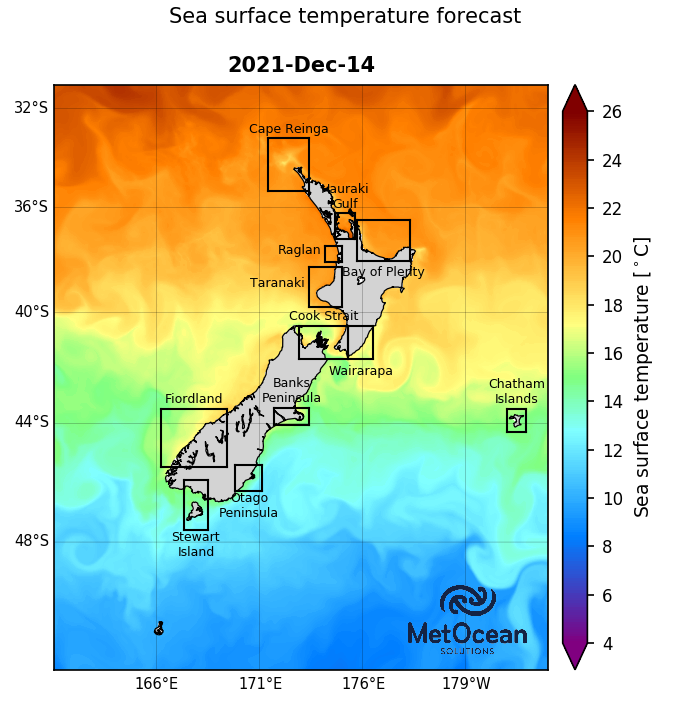 Sea surface temperature forecast
2021-Dec-14
32°S
36°S
40°S
44°S
48°S
Cape Reinga
Hauraki
Gulf
Raglan
Bay of Plenty
Taranaki
Cook Strait
Wairarapa
Banks
Peninsula
Chatham
Islands
Fiordland
Otago
Peninsula
Stewart
Island
MetOcean
SOLUTIONS
166°E
171°E
176°E
179°W
26
24
22
20
18
16
14
12
10
8
6
4
Sea surface temperature [°C]